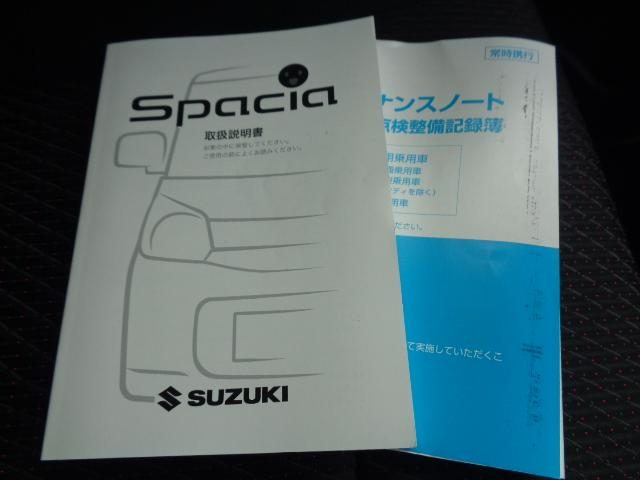 Spacia
取扱説明書
お車の中に保管してください。
ご使用の前によくお読みください。
SUZUKI
常時携行
ナンスノート
点検整備記録簿
用乗用車
乗用車
乗用車
ディを除く）
用車
ださい。
て実施していただくこ